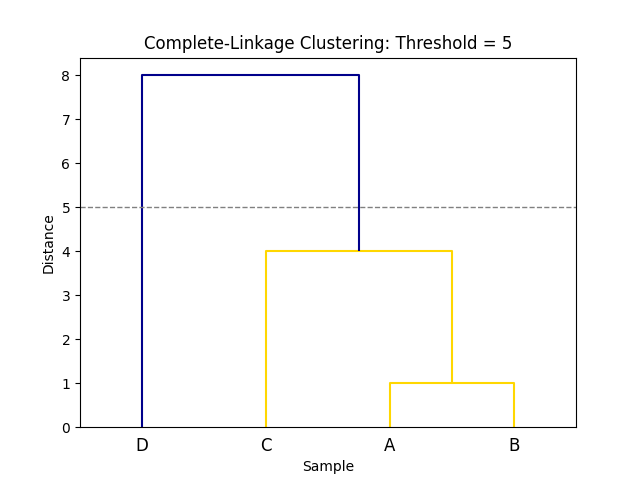 Complete-Linkage Clustering: Threshold = 5
8
7
6
5
4
3
2
1
0
Distance
D C A B
Sample